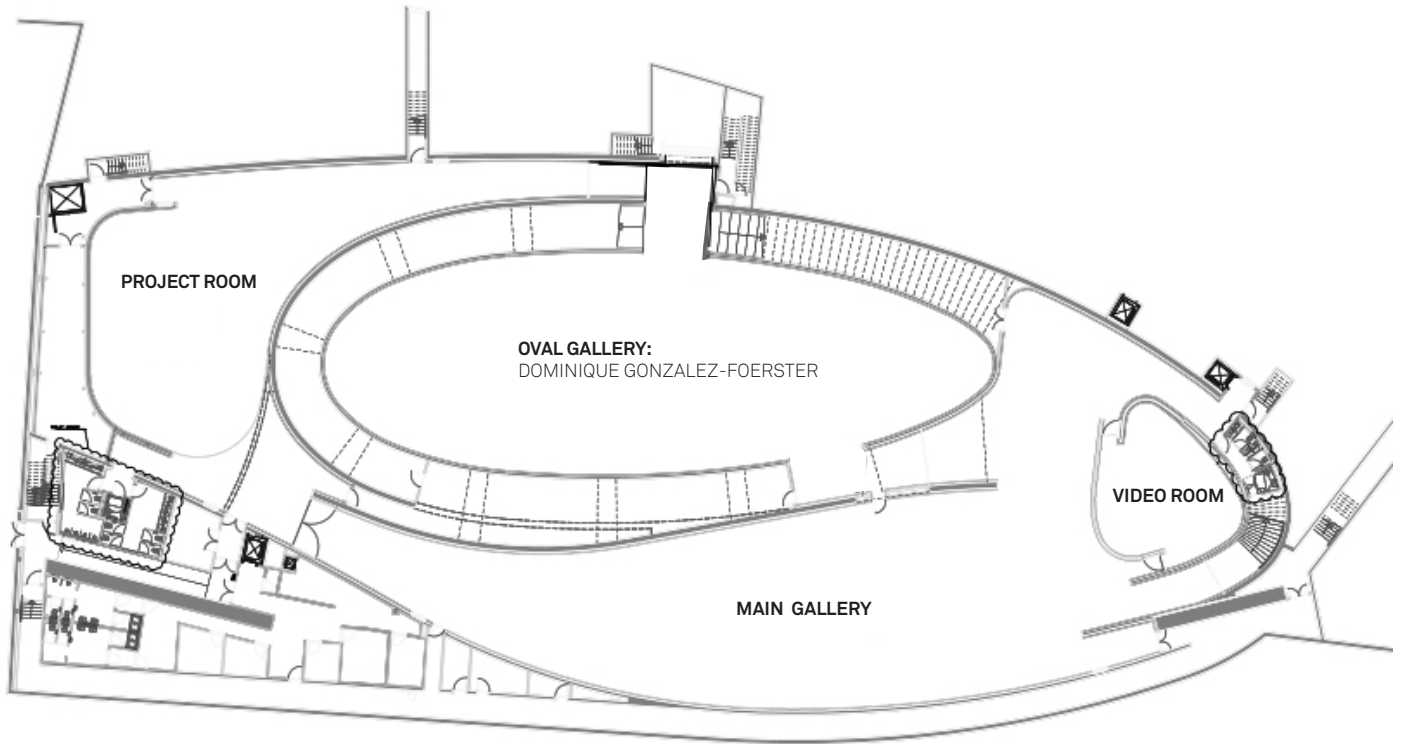 PROJECT ROOM
OVAL GALLERY:
DOMINIQUE GONZALEZ-FOERSTER
VIDEO ROOM
MAIN GALLERY